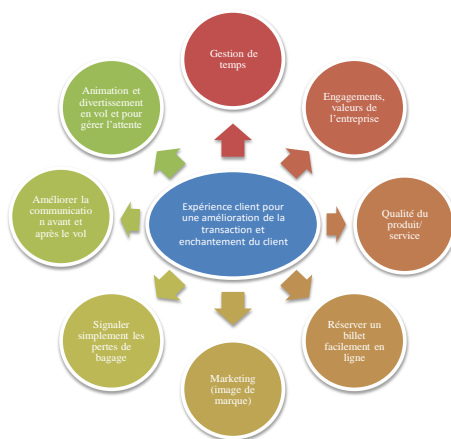 Gestion de
temps
Engagements,
valeurs de
l'entreprise
Qualité du
produit/
service
Réserver un
billet
facilement en
ligne
Marketing
(image de
marque)
Signaler
simplement les
pertes de
bagage
Améliorer la
communicatio
n avant et
après le vol
Animation et
divertissement
en vol et pour
gérer l'attente
Expérience client pour
une amélioration de la
transaction et
enchantement du client